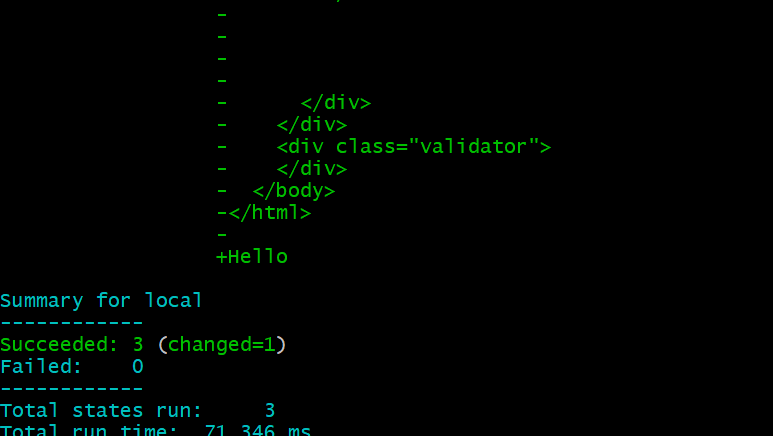 -
-
-
-
-      </div>
-    </div>
-    <div class="validator">
-    </div>
-  </body>
-</html>
-
+Hello
Summary for local
------------
Succeeded: 3 (changed=1)
Failed:    0
------------
Total states run:     3
Total run time:  71.346 ms